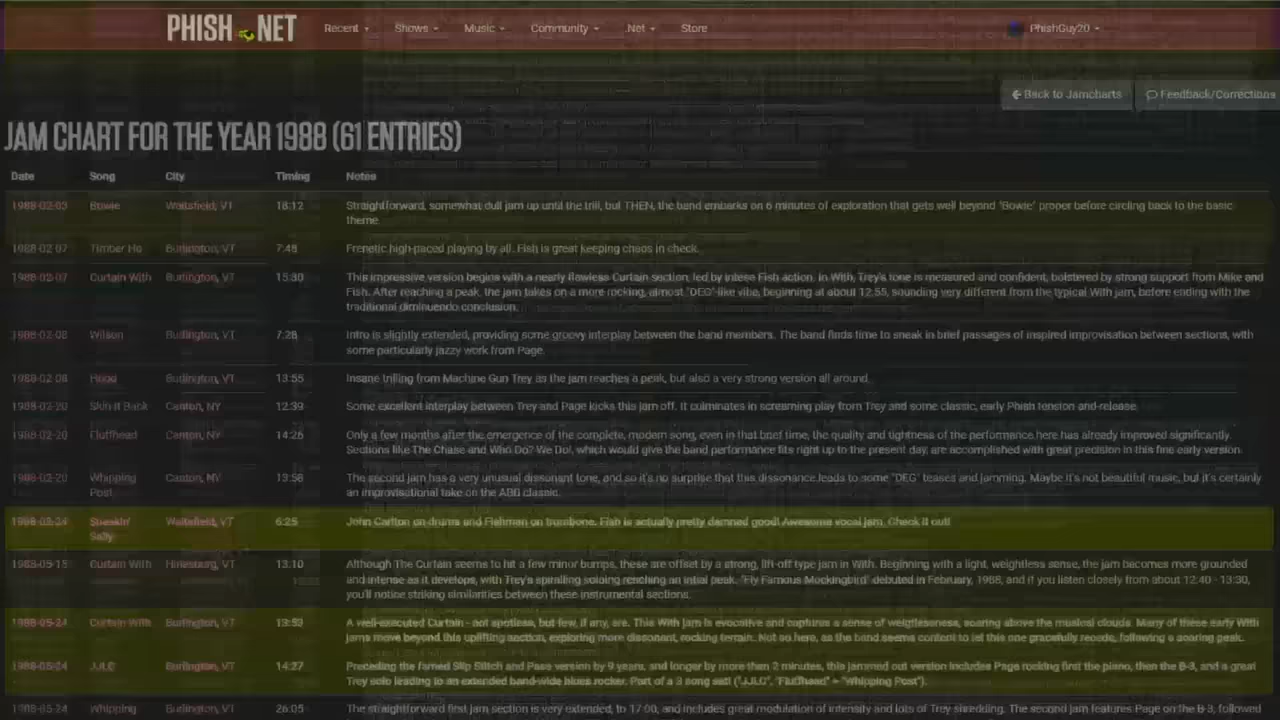 PHISH NET Recent Shows Music Community .Net Store PhishGuy20
Back to Jamcharts Feedback/Corrections
JAM CHART FOR THE YEAR 1988 (61 ENTRIES)
Date Song City Timing Notes
1988-02-03 Bowie Waitsfield, VT 18:12 Straightforward, somewhat dull jam up until the trill, but THEN, the band embarks on 6 minutes of exploration that gets well beyond "Bowie" proper before circling back to the basic
theme.
1988-02-07 Timber Ho Burlington, VT 7:48 Frenetic high-paced playing by all. Fish is great keeping chaos in check.
1988-02-07 Curtain With Burlington, VT 15:30 This impressive version begins with a nearly flawless Curtain section, led by intense Fish action. In With, Trey's tone is measured and confident, bolstered by strong support from Mike and
Fish. After reaching a peak, the jam takes on a more rocking, almost "DEG"-like vibe, beginning at about 12:55, sounding very different from the typical With jam, before ending with the
traditional diminuendo conclusion.
1988-02-08 Wilson Burlington, VT 7:28 Intro is slightly extended, providing some groovy interplay between the band members. The band finds time to sneak in brief passages of inspired improvisation between sections, with
some particularly jazzy work from Page.
1988-02-08 Hood Burlington, VT 13:55 Insane trilling from Machine Gun Trey as the jam reaches a peak, but also a very strong version all around.
1988-02-20 Skin It Back Canton, NY 12:39 Some excellent interplay between Trey and Page kicks this jam off. It culminates in screaming play from Trey and some classic, early Phish tension-and-release.
1988-02-20 Fluffhead Canton, NY 14:26 Only a few months after the emergence of the complete, modern song, even in that brief time, the quality and tightness of the performance here has already improved significantly.
Sections like The Chase and Who Do? We Do!, which would give the band performance fits right up to the present day, are accomplished with great precision in this fine early version.
1988-02-20 Whipping Canton, NY 13:58 The second jam has a very unusual dissonant tone, and so it's no surprise that this dissonance leads to some "DEG" teases and jamming. Maybe it's not beautiful music, but it's certainly
Post an improvisational take on the ABB classic.
1988-02-24 Sneakin' Waitsfield, VT 6:25 John Carlton on drums and Fishman on trombone. Fish is actually pretty damned good! Awesome vocal jam. Check it out!
Sally
1988-05-15 Curtain With Hinesburg, VT 13:10 Although The Curtain seems to hit a few minor bumps, these are offset by a strong, lift-off type jam in With. Beginning with a light, weightless sense, the jam becomes more grounded
and intense as it develops, with Trey's spiralling soloing reaching an initial peak. "Fly Famous Mockingbird" debuted in February, 1988, and if you listen closely from about 12:40 - 13:30,
you'll notice striking similarities between these instrumental sections.
1988-05-24 Curtain With Burlington, VT 13:53 A well-executed Curtain - not spotless, but few, if any, are. This With jam is evocative and captures a sense of weightlessness, soaring above the musical clouds. Many of these early With
jams move beyond this uplifting section, exploring more dissonant, rocking terrain. Not so here, as the band seems content to let this one gracefully recede, following a soaring peak.
1988-05-24 JJLC Burlington, VT 14:27 Preceding the famed Slip Stitch and Pass version by 9 years, and longer by more than 2 minutes, this jammed out version includes Page rocking first the piano, then the B-3, and a great
Trey solo leading to an extended band-wide blues rocker. Part of a 3 song set! ("JJLC", "Fluffhead" "Whipping Post").
1988-05-24 Whipping Burlington, VT 26:05 The straightforward first jam section is very extended, to 17:00, and includes great modulation of intensity and lots of Trey shredding. The second jam features Page on the B-3, followed